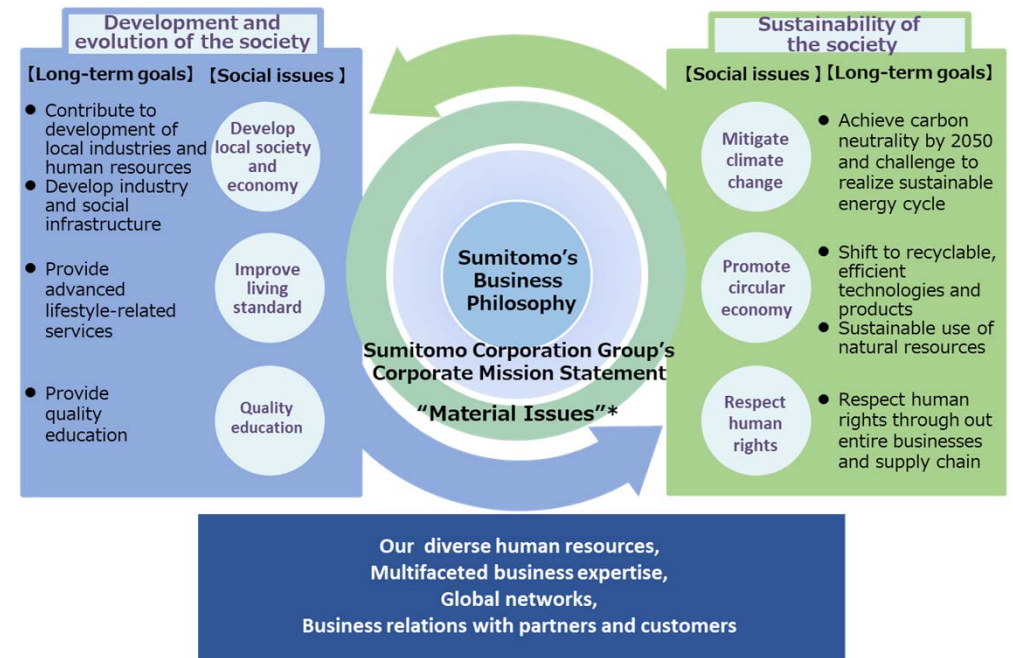 Development and
evolution of the society
【Long-term goals】
【Social issues 】
● Contribute to
development of
local industries and
human resources
● Develop industry
and social
infrastructure
Develop
local society
and
economy
● Provide
advanced
lifestyle-related
services
Improve
living
standard
● Provide
quality
education
Quality
education
Sumitomo’s
Business
Philosophy
Sumitomo Corporation Group’s
Corporate Mission Statement
“Material Issues”*
Sustainability of
the society
【Social issues 】
【Long-term goals】
Mitigate
climate
change
● Achieve carbon
neutrality by 2050
and challenge to
realize sustainable
energy cycle
Promote
circular
economy
● Shift to recyclable,
efficient
technologies and
products
● Sustainable use of
natural resources
Respect
human
rights
● Respect human
rights through out
entire businesses
and supply chain
Our diverse human resources,
Multifaceted business expertise,
Global networks,
Business relations with partners and customers